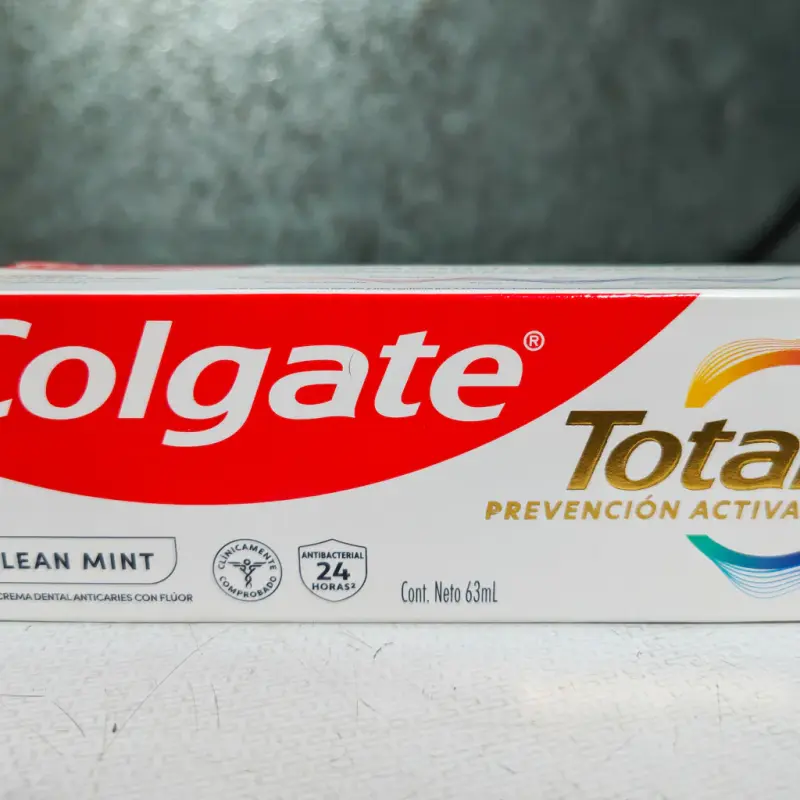 Colgate®
Total
PREVENCIÓN ACTIVA
LEAN MINT
CREMA DENTAL ANTICARIES CON FLÚOR
CLÍNICAMENTE
COMPROBADO
ANTIBACTERIAL
24
HORAS²
Cont. Neto 63mL